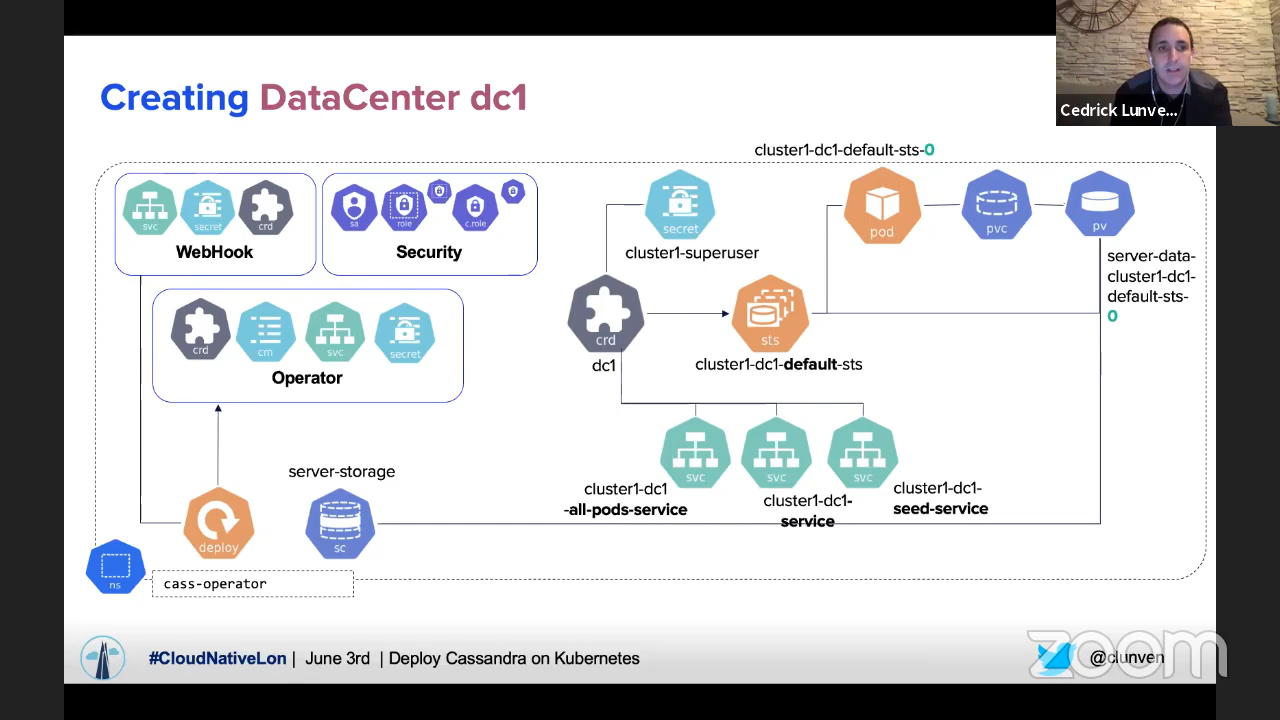 Creating DataCenter dc1
Cedrick Lunve...
cluster1-dc1-default-sts-0
svc
secret
crd
WebHook
sa
role
c.role
Security
secret
cluster1-superuser
pod
pvc
pv
server-data-
cluster1-dc1-
default-sts-
0
crd
cm
svc
secret
Operator
crd
dc1
sts
cluster1-dc1-default-sts
svc
svc
svc
cluster1-dc1
-all-pods-service
cluster1-dc1-
service
cluster1-dc1-
seed-service
server-storage
deploy
sc
ns
cass-operator
#CloudNativeLon | June 3rd | Deploy Cassandra on Kubernetes
@clunven
zoom